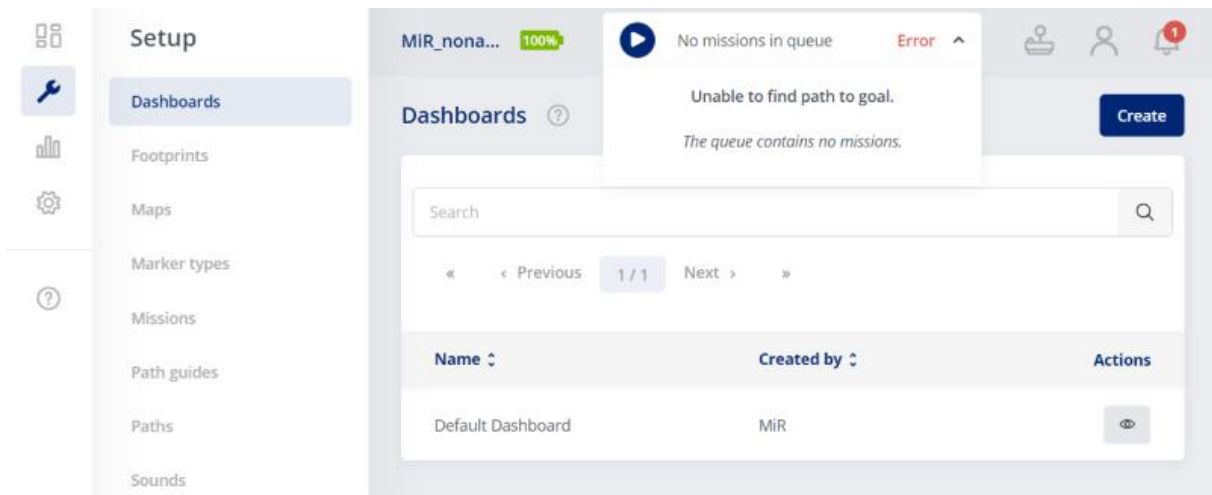 Setup
Dashboards
Footprints
Maps
Marker types
Missions
Path guides
Paths
Sounds
MiR_nona... 100%
No missions in queue Error
1
Unable to find path to goal.
The queue contains no missions.
Dashboards ?
Create
Search
« ‹ Previous 1 / 1 Next › »
Name Created by Actions
Default Dashboard MiR
?